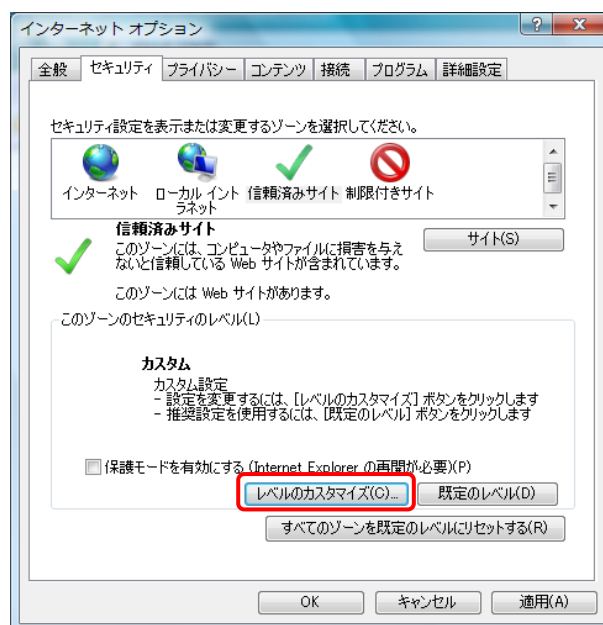 インターネット オプション
全般 セキュリティ プライバシー コンテンツ 接続 プログラム 詳細設定
セキュリティ設定を表示または変更するゾーンを選択してください。
インターネット ローカル イントラネット 信頼済みサイト 制限付きサイト
信頼済みサイト
サイト(S)
このゾーンには、コンピュータやファイルに損害を与え
ないと信頼している Web サイトが含まれています。
このゾーンには Web サイトがあります。
このゾーンのセキュリティのレベル(L)
カスタム
カスタム設定
- 設定を変更するには、[レベルのカスタマイズ] ボタンをクリックします
- 推奨設定を使用するには、[既定のレベル] ボタンをクリックします
保護モードを有効にする (Internet Explorer の再開が必要)(P)
レベルのカスタマイズ(C)... 既定のレベル(D)
すべてのゾーンを既定のレベルにリセットする(R)
OK キャンセル 適用(A)